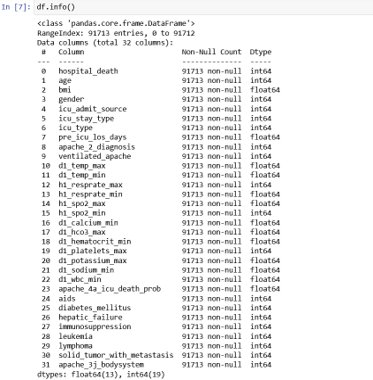 In [7]: df.info()
<class 'pandas.core.frame.DataFrame'>
RangeIndex: 91713 entries, 0 to 91712
Data columns (total 32 columns):
# Column Non-Null Count Dtype
--- ------ -------------- -----
0 hospital_death 91713 non-null int64
1 age 91713 non-null int64
2 bmi 91713 non-null float64
3 gender 91713 non-null int64
4 icu_admit_source 91713 non-null int64
5 icu_stay_type 91713 non-null int64
6 icu_type 91713 non-null int64
7 pre_icu_los_days 91713 non-null float64
8 apache_2_diagnosis 91713 non-null int64
9 ventilated_apache 91713 non-null int64
10 d1_temp_max 91713 non-null float64
11 d1_temp_min 91713 non-null float64
12 h1_resprate_max 91713 non-null int64
13 h1_resprate_min 91713 non-null float64
14 h1_spo2_max 91713 non-null float64
15 h1_spo2_min 91713 non-null int64
16 d1_calcium_min 91713 non-null float64
17 d1_hco3_max 91713 non-null float64
18 d1_hematocrit_min 91713 non-null float64
19 d1_platelets_max 91713 non-null int64
20 d1_potassium_max 91713 non-null float64
21 d1_sodium_min 91713 non-null float64
22 d1_wbc_min 91713 non-null float64
23 apache_4a_icu_death_prob 91713 non-null float64
24 aids 91713 non-null int64
25 diabetes_mellitus 91713 non-null int64
26 hepatic_failure 91713 non-null int64
27 immunosuppression 91713 non-null int64
28 leukemia 91713 non-null int64
29 lymphoma 91713 non-null int64
30 solid_tumor_with_metastasis 91713 non-null int64
31 apache_3j_bodysystem 91713 non-null int64
dtypes: float64(13), int64(19)